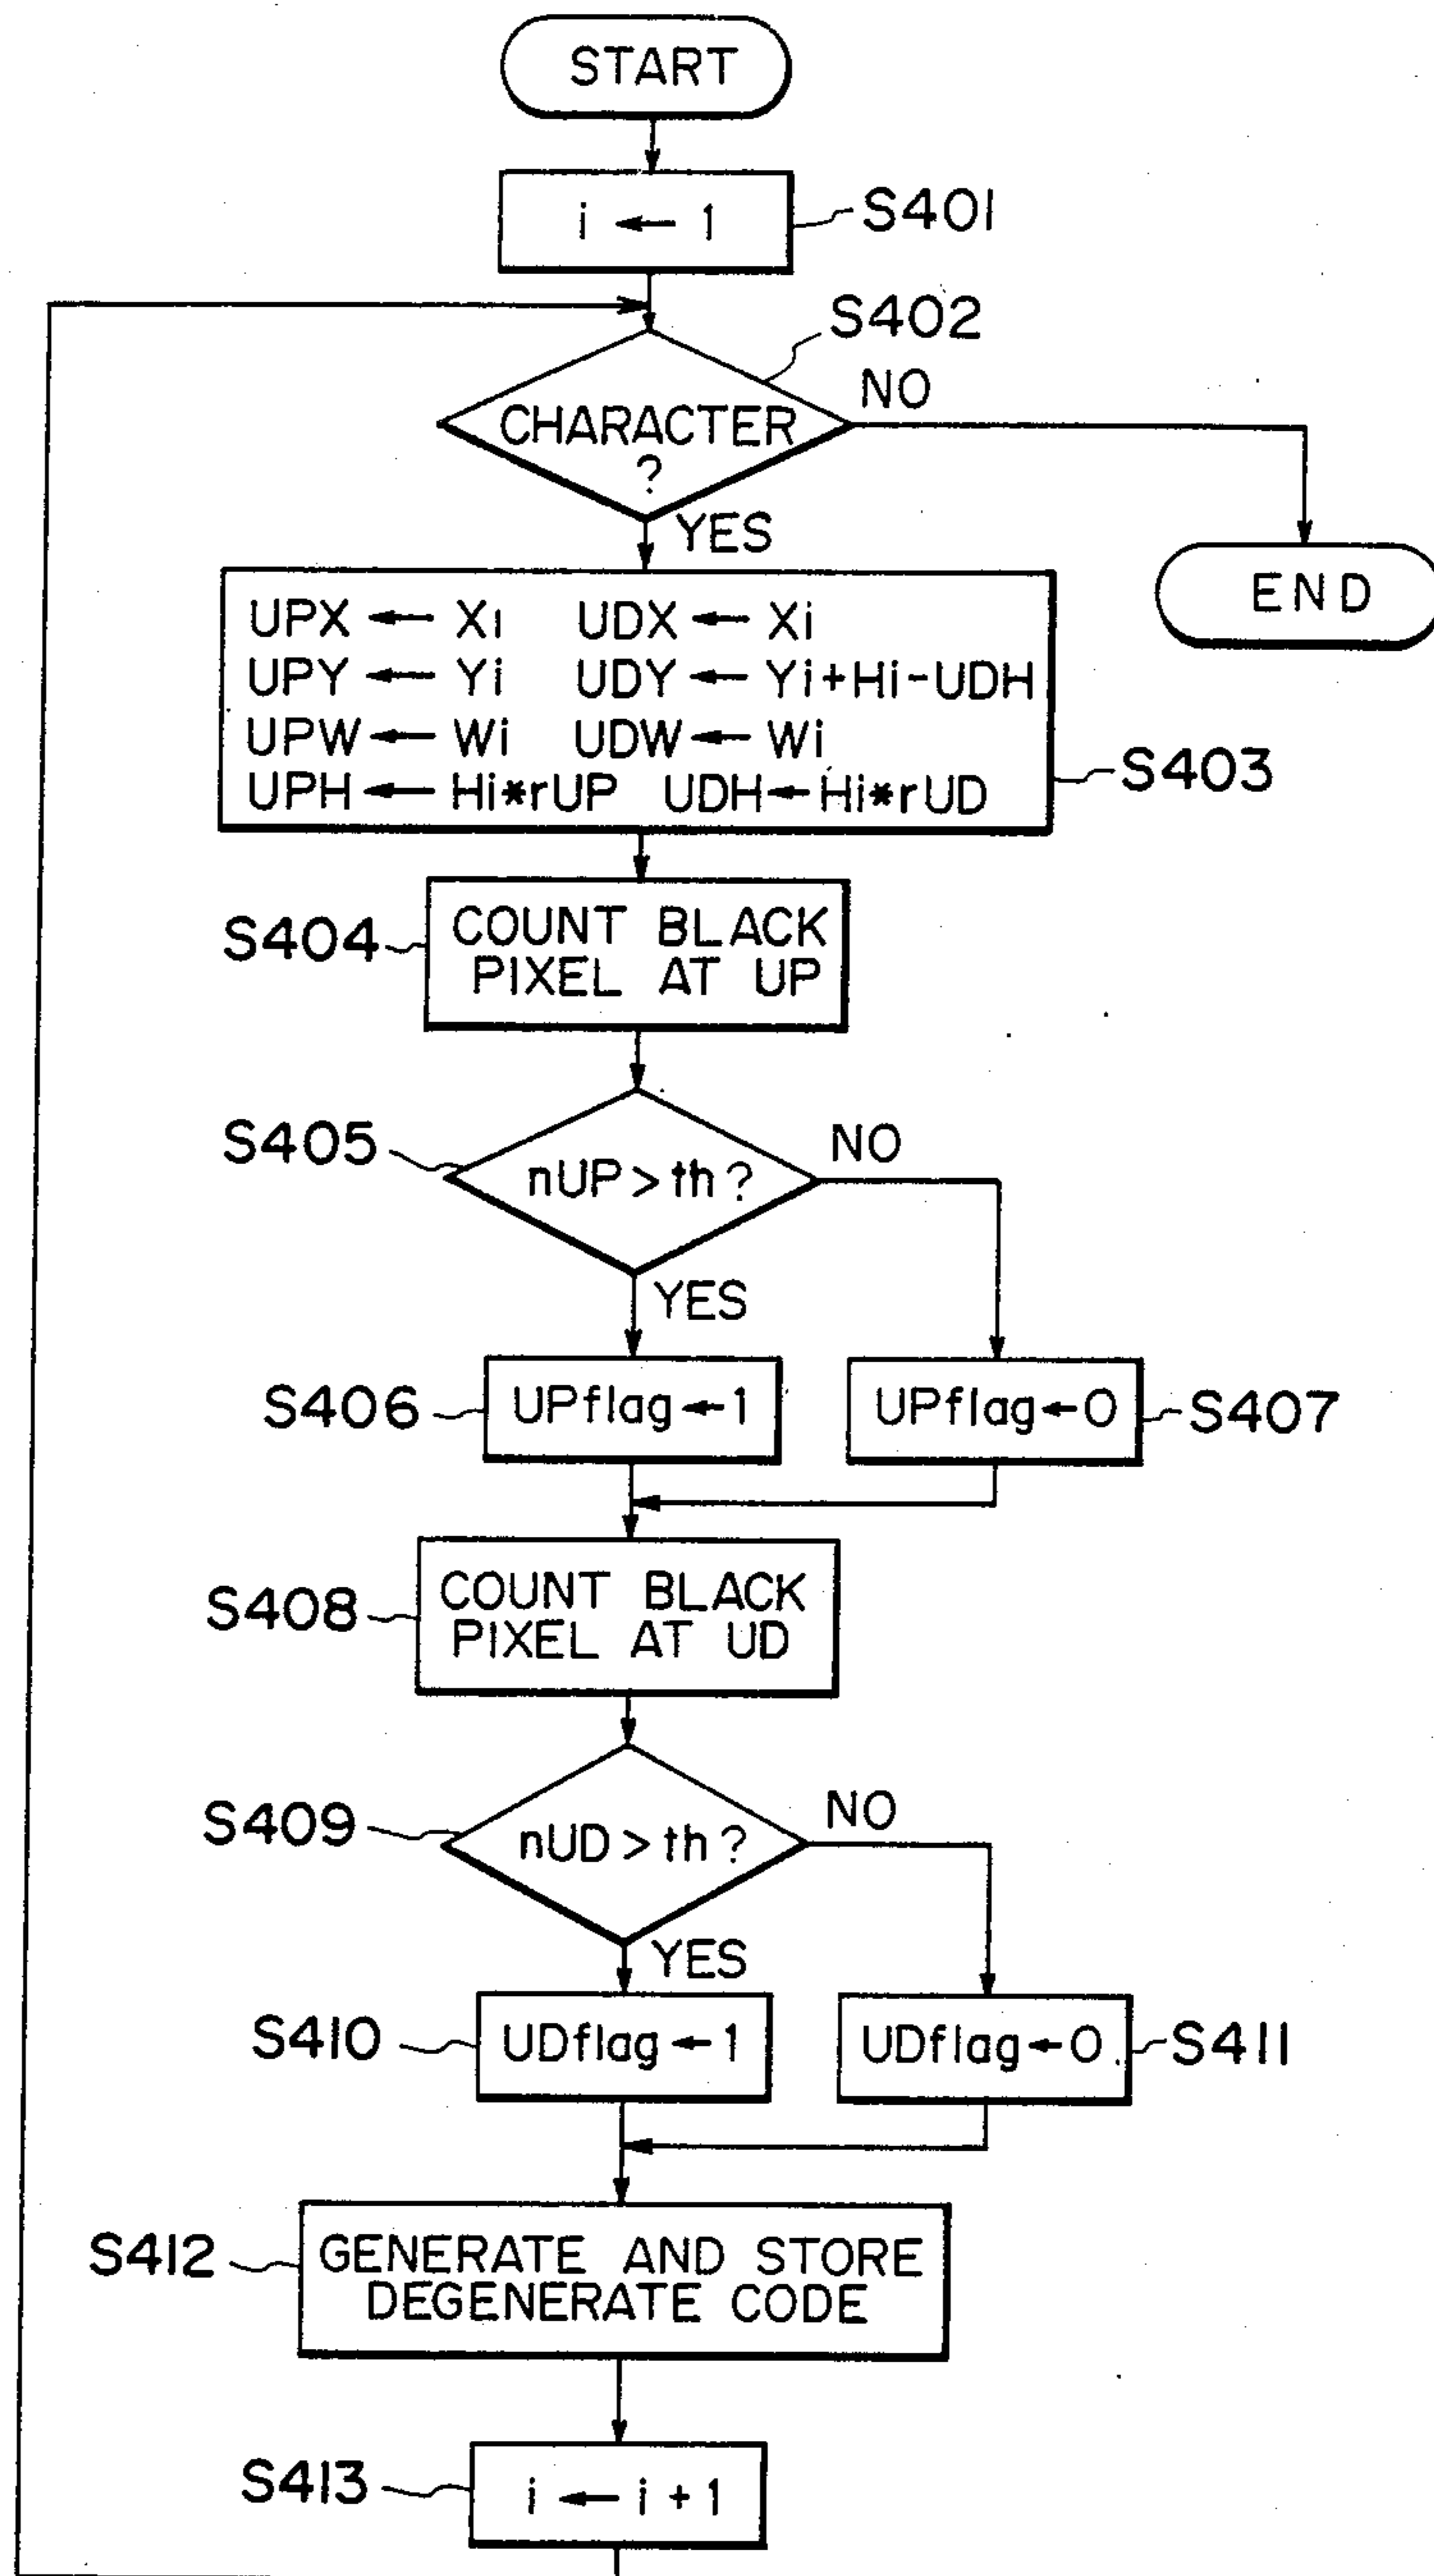 START
i ← 1
S401
S402
CHARACTER
?
NO
YES
END
UPX ← Xi UDX ← Xi
UPY ← Yi UDY ← Yi+Hi-UDH
UPW ← Wi UDW ← Wi
UPH ← Hi*rUP UDH ← Hi*rUD
S403
S404
COUNT BLACK
PIXEL AT UP
S405
nUP > th ?
NO
YES
S406
UPflag ← 1
UPflag ← 0
S407
S408
COUNT BLACK
PIXEL AT UD
S409
nUD > th ?
NO
YES
S410
UDflag ← 1
UDflag ← 0
S411
S412
GENERATE AND STORE
DEGENERATE CODE
S413
i ← i + 1